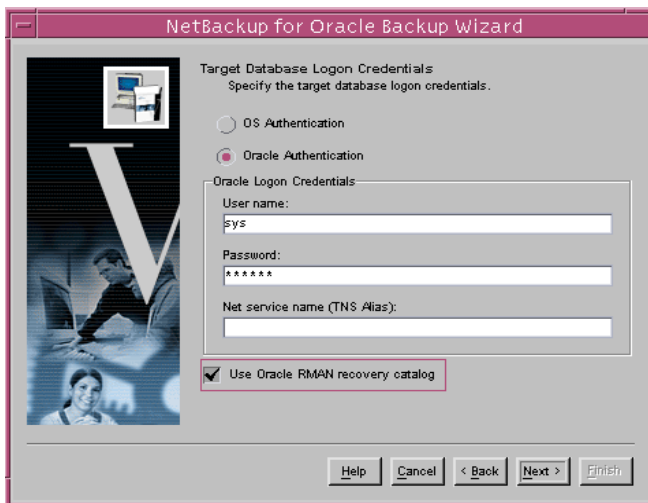 NetBackup for Oracle Backup Wizard
Target Database Logon Credentials
Specify the target database logon credentials.
OS Authentication
Oracle Authentication
Oracle Logon Credentials
User name:
sys
Password:
******
Net service name (TNS Alias):
Use Oracle RMAN recovery catalog
Help
Cancel
< Back
Next >
Finish